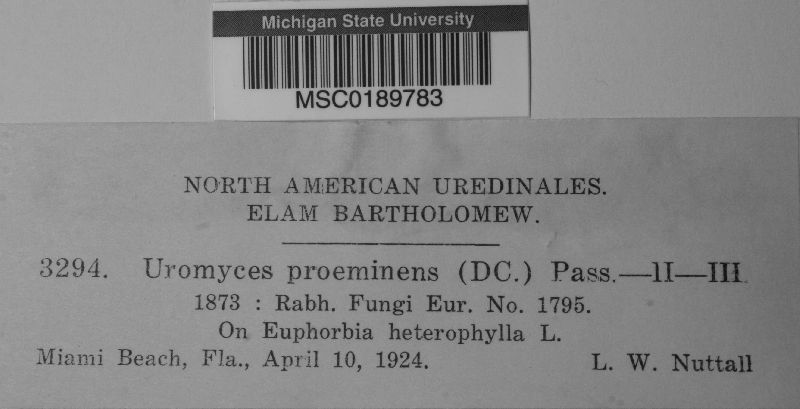 Michigan State University
MSC0189783
NORTH AMERICAN UREDINALES.
ELAM BARTHOLOMEW.
3294. Uromyces proeminens (DC.) Pass.—II—III.
1873 : Rabh. Fungi Eur. No. 1795.
On Euphorbia heterophylla L.
Miami Beach, Fla., April 10, 1924. L. W. Nuttall